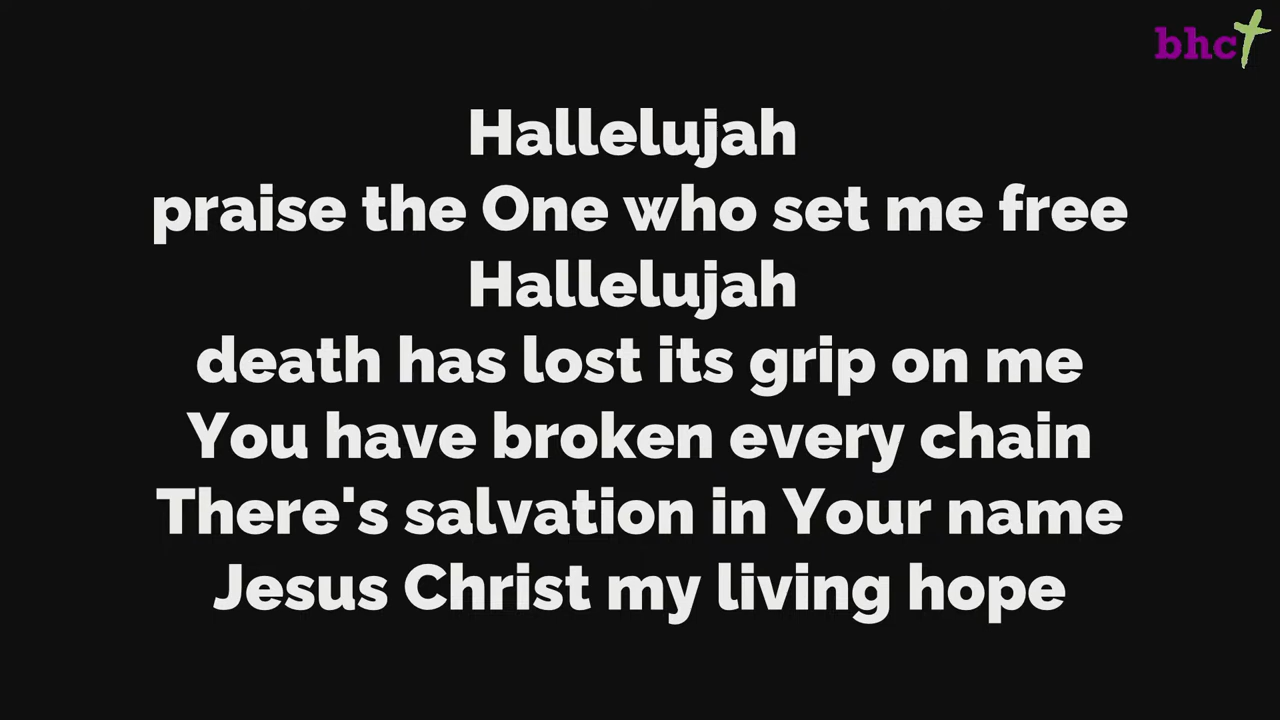 bhc
Hallelujah
praise the One who set me free
Hallelujah
death has lost its grip on me
You have broken every chain
There's salvation in Your name
Jesus Christ my living hope